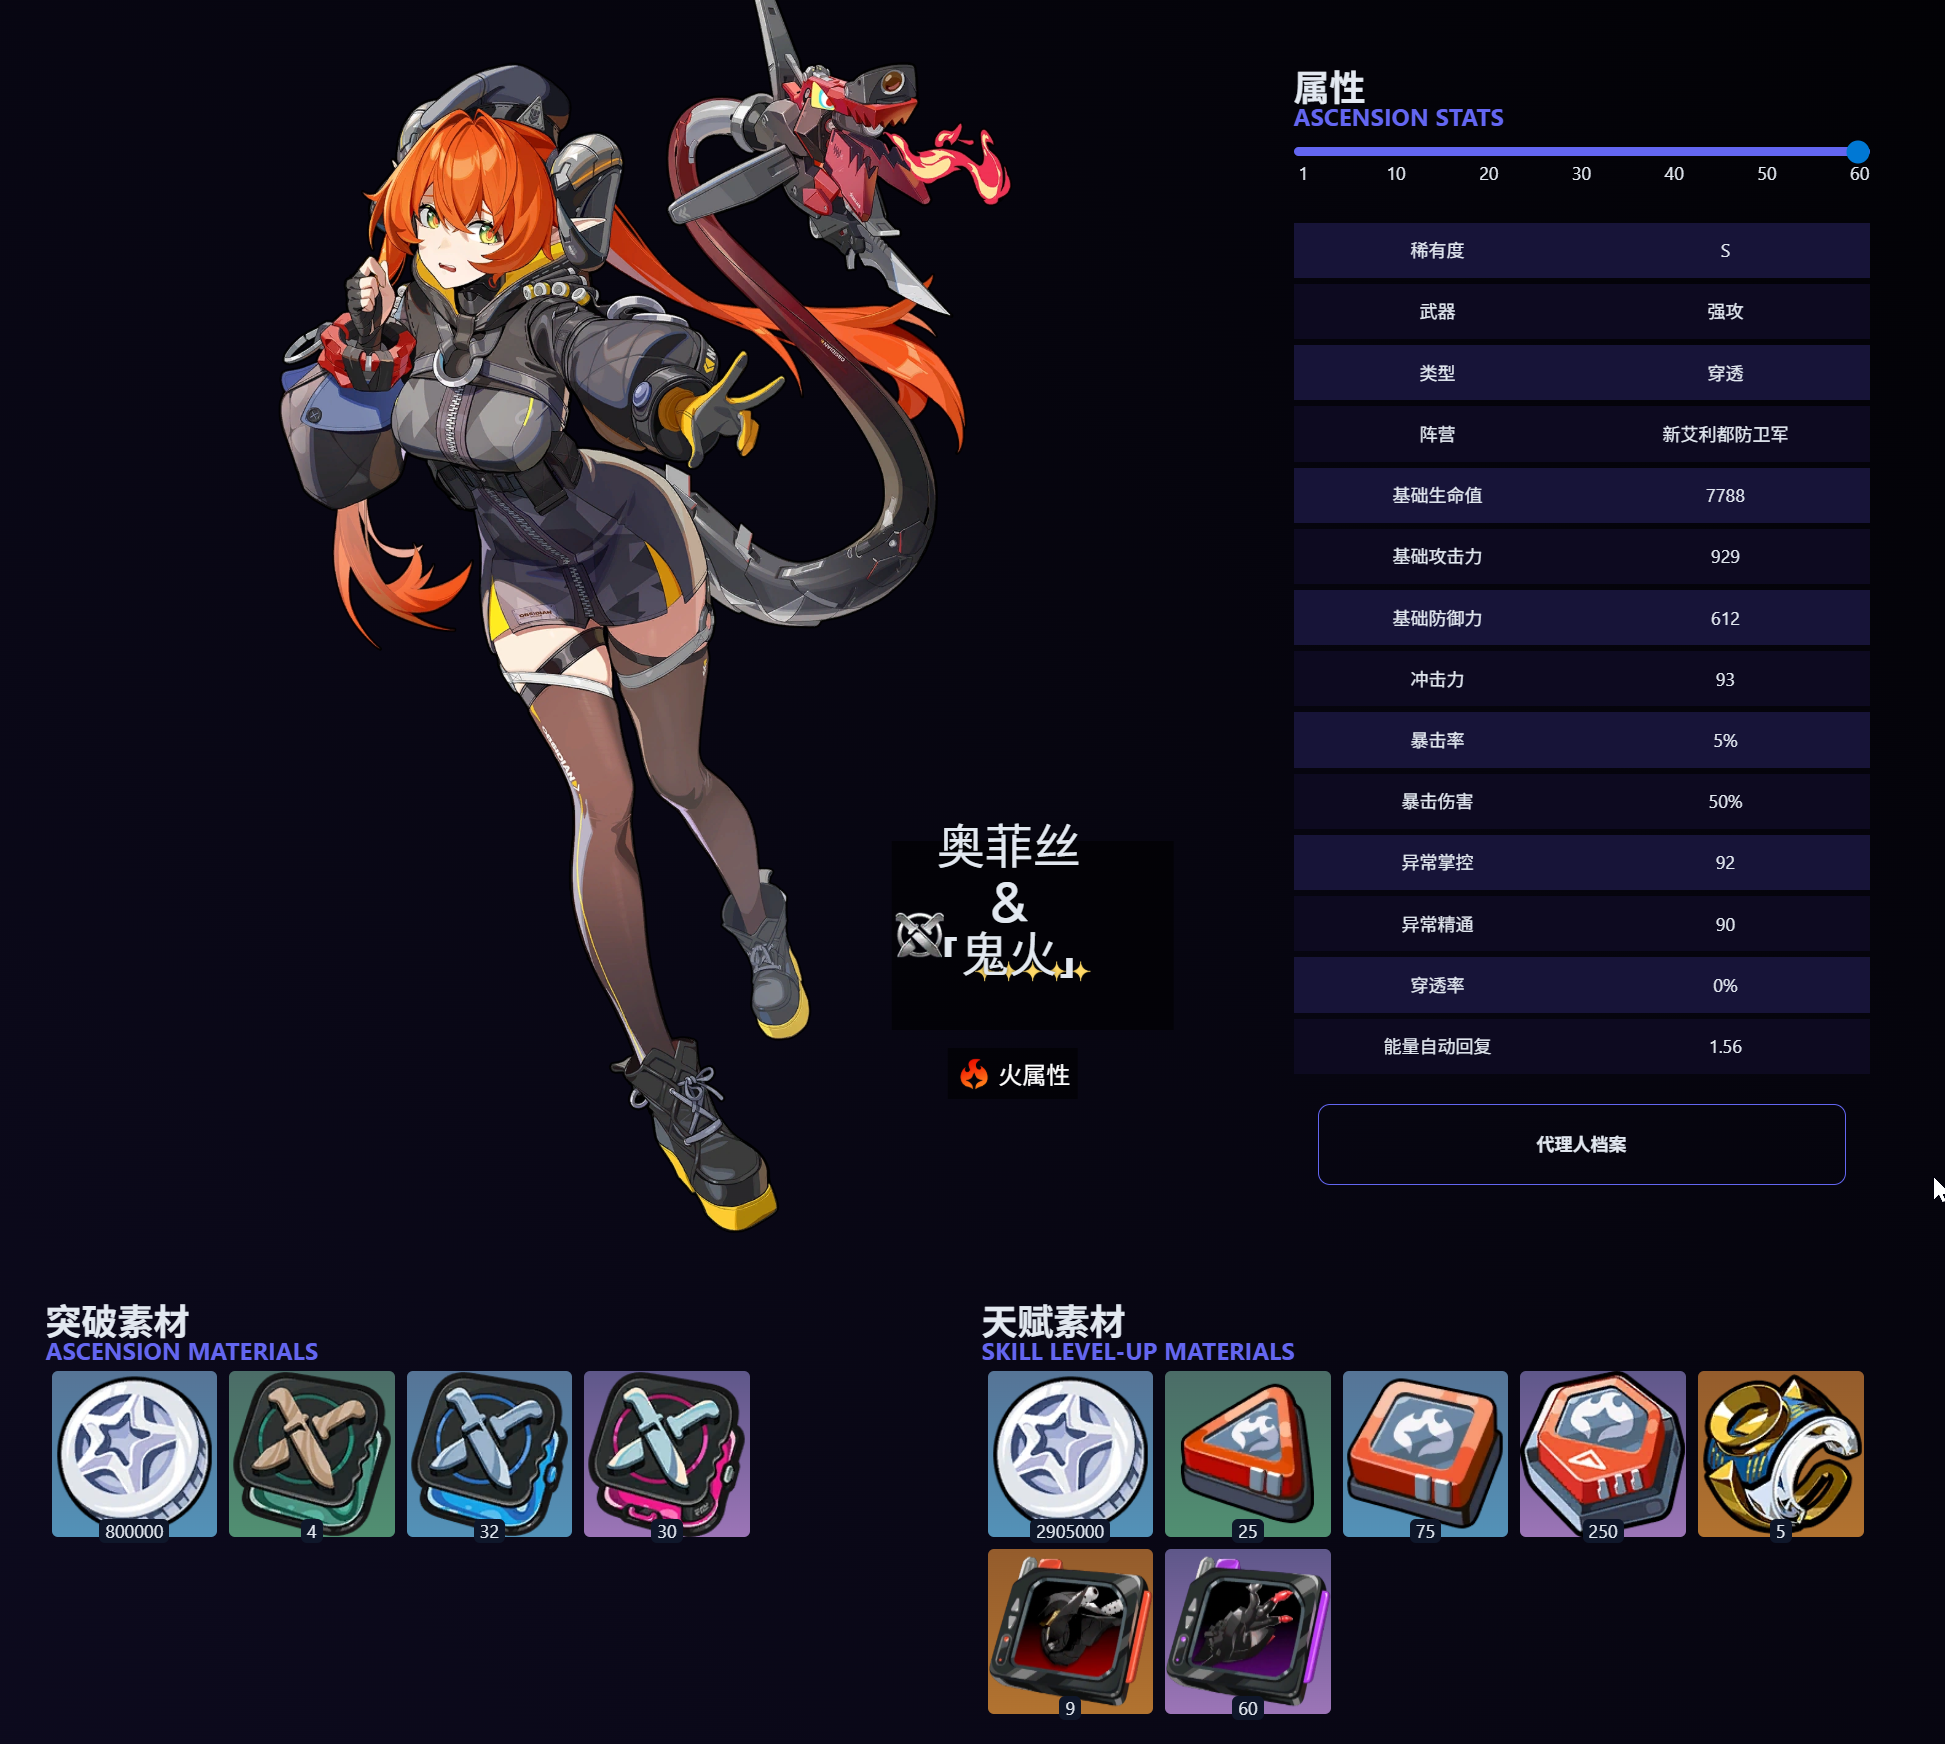 属性
ASCENSION STATS
1 10 20 30 40 50 60
稀有度 S
武器 强攻
类型 穿透
阵营 新艾利都防卫军
基础生命值 7788
基础攻击力 929
基础防御力 612
冲击力 93
暴击率 5%
暴击伤害 50%
异常掌控 92
异常精通 90
穿透率 0%
能量自动回复 1.56
代理人档案
奥菲丝
&
「鬼火」
火属性
OBSIDIAN
OBSIDIAN
OBSIDIAN
突破素材
ASCENSION MATERIALS
800000 4 32 30
天赋素材
SKILL LEVEL-UP MATERIALS
2905000 25 75 250 5
9 60